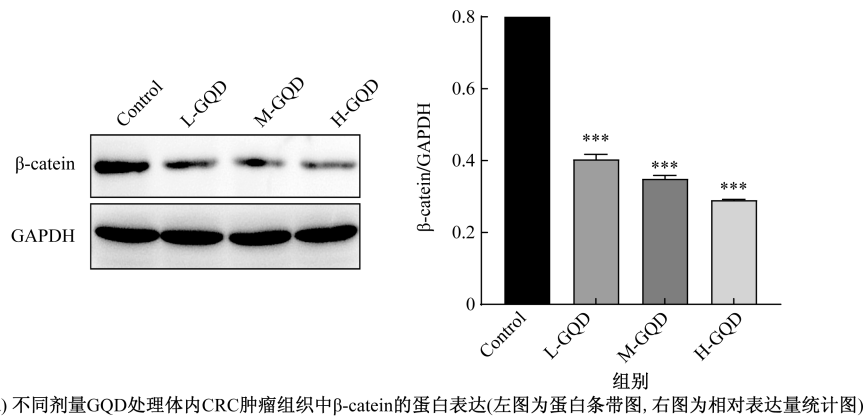 Control
L-GQD
M-GQD
H-GQD
β-catein
GAPDH
β-catein/GAPDH
0.8
0.6
0.4
0.2
0
***
***
***
Control
L-GQD
M-GQD
H-GQD
组别
) 不同剂量GQD处理体内CRC肿瘤组织中β-catein的蛋白表达(左图为蛋白条带图, 右图为相对表达量统计图)